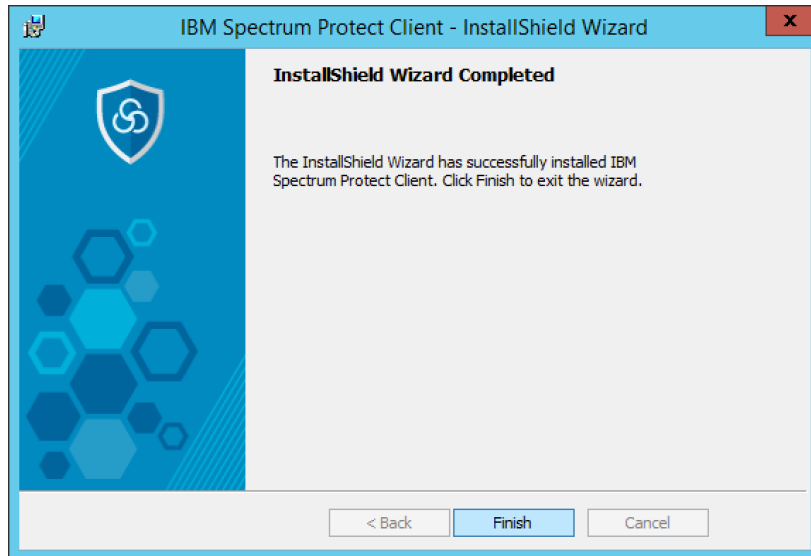 IBM Spectrum Protect Client - InstallShield Wizard
x
InstallShield Wizard Completed
The InstallShield Wizard has successfully installed IBM
Spectrum Protect Client. Click Finish to exit the wizard.
< Back
Finish
Cancel